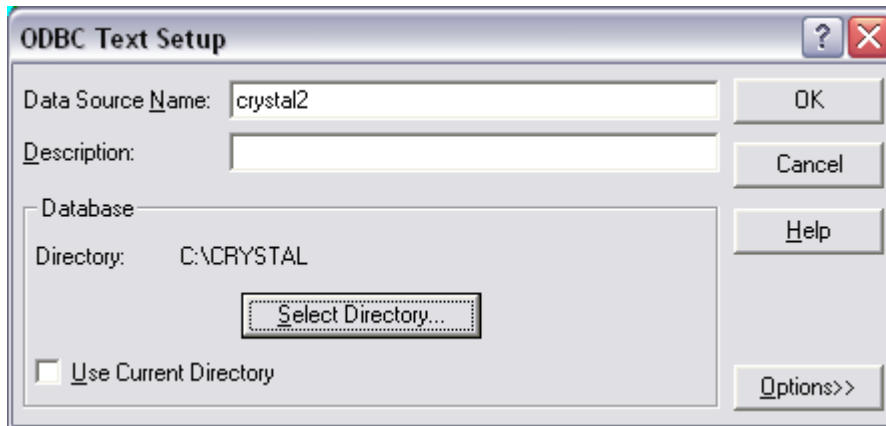 ODBC Text Setup
Data Source Name: crystal2
OK
Description:
Cancel
Database
Help
Directory: C:\CRYSTAL
Select Directory...
Use Current Directory
Options>>